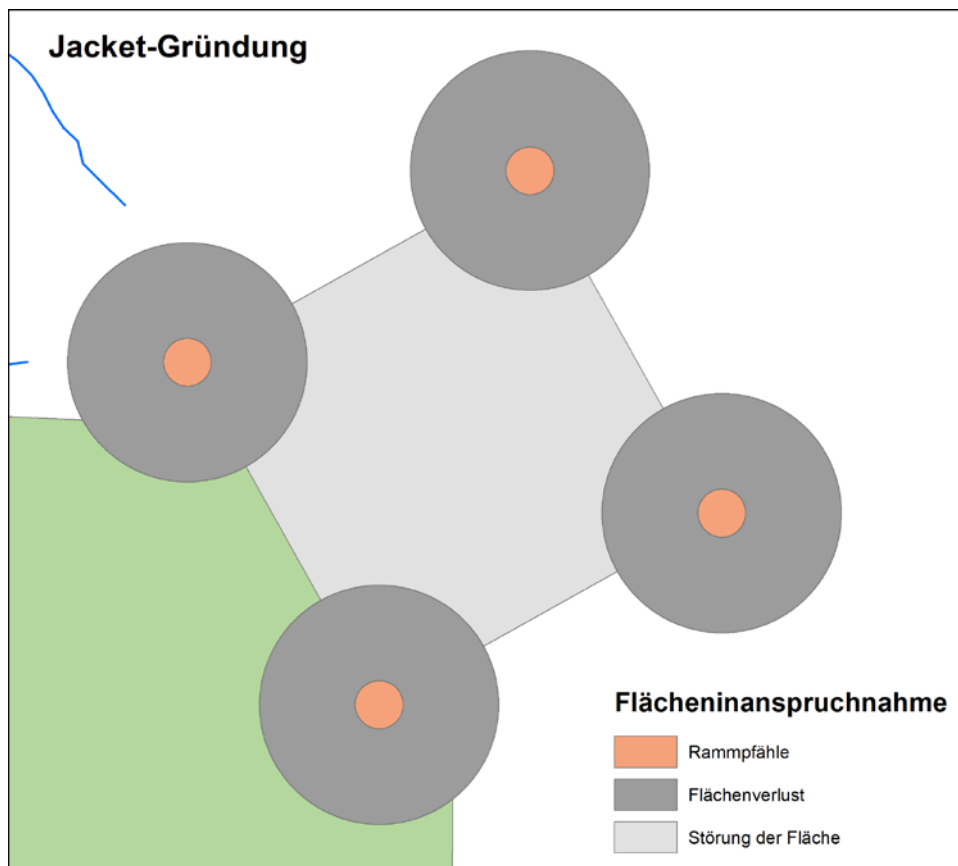 Jacket-Gründung
Flächeninanspruchnahme
Rammpfähle
Flächenverlust
Störung der Fläche